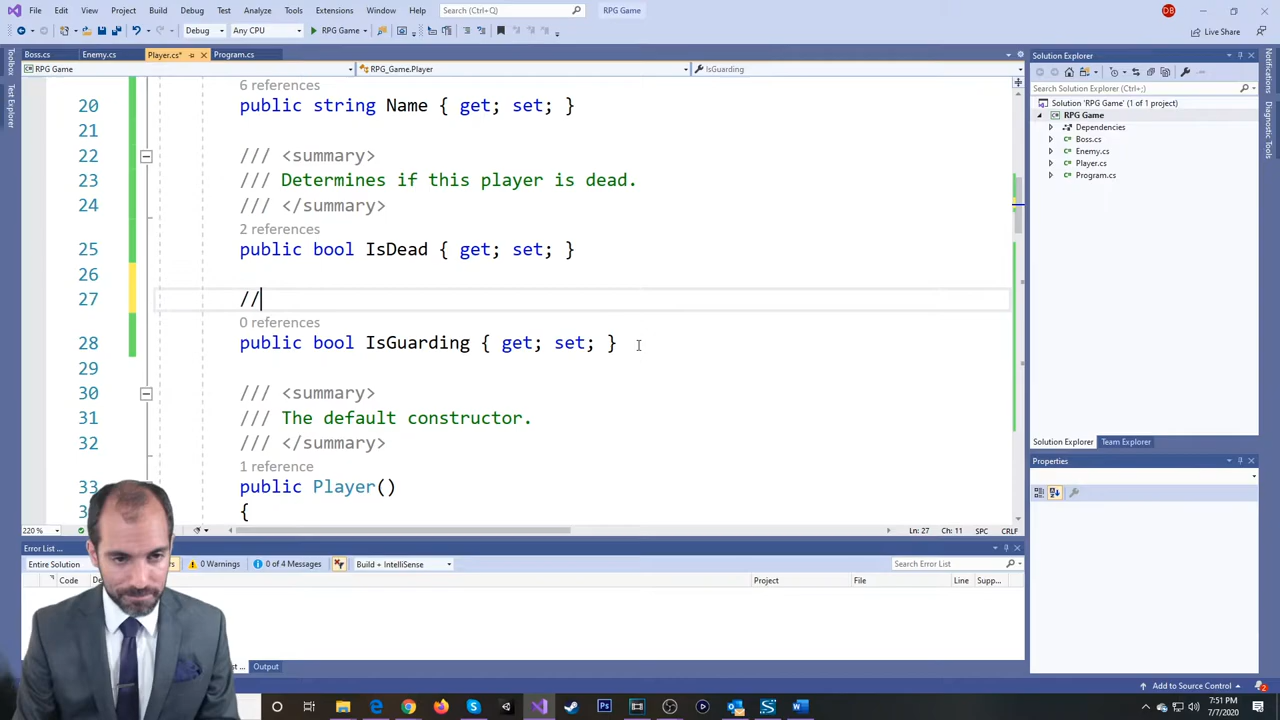 File Edit View Project Build Debug Test Analyze Tools Extensions Window Help Search (Ctrl+Q) RPG Game DB
Debug Any CPU RPG Game Live Share
Boss.cs Enemy.cs Player.cs* Program.cs
RPG Game RPG_Game.Player IsGuarding
Toolbox
Test Explorer
6 references
20 public string Name { get; set; }
21
22 /// <summary>
23 /// Determines if this player is dead.
24 /// </summary>
2 references
25 public bool IsDead { get; set; }
26
27 //
0 references
28 public bool IsGuarding { get; set; }
29
30 /// <summary>
31 /// The default constructor.
32 /// </summary>
1 reference
33 public Player()
{
220 % Ln: 27 Ch: 11 SPC CRLF
Error List ...
Entire Solution 0 Warnings 0 of 4 Messages Build + IntelliSense Search Error List
Code Project File Line Supp...
Output
Solution Explorer
Search Solution Explorer (Ctrl+;)
Solution 'RPG Game' (1 of 1 project)
RPG Game
Dependencies
Boss.cs
Enemy.cs
Player.cs
Program.cs
Solution Explorer Team Explorer
Properties
Notifications
Diagnostic Tools
Add to Source Control 2
7:51 PM
7/7/2020